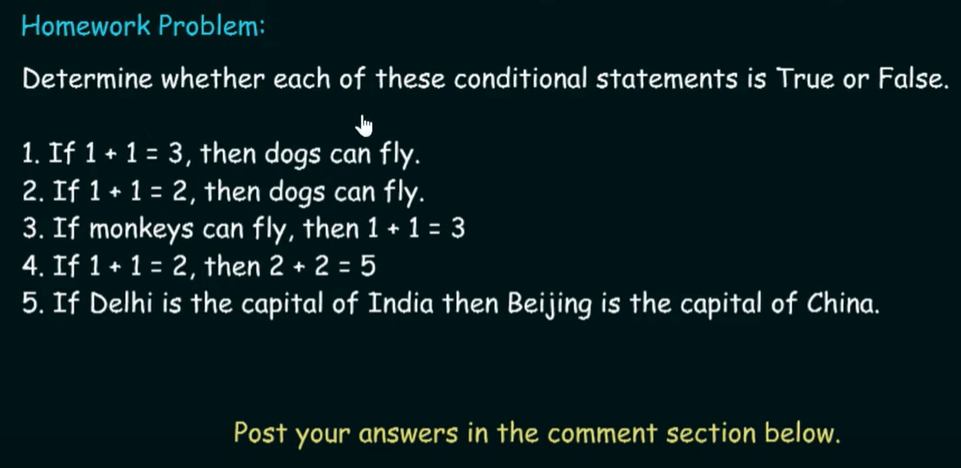 Homework Problem:
Determine whether each of these conditional statements is True or False.
1. If 1 + 1 = 3, then dogs can fly.
2. If 1 + 1 = 2, then dogs can fly.
3. If monkeys can fly, then 1 + 1 = 3
4. If 1 + 1 = 2, then 2 + 2 = 5
5. If Delhi is the capital of India then Beijing is the capital of China.
Post your answers in the comment section below.